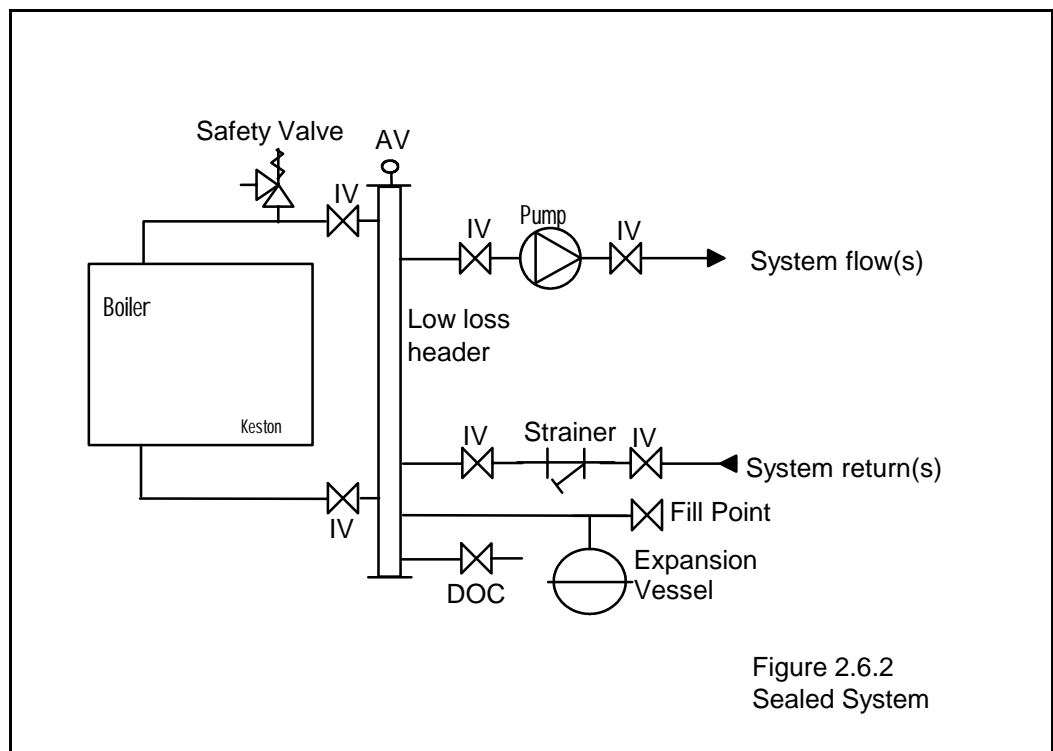 Safety Valve
AV
IV
IV
Pump
IV
System flow(s)
Boiler
Low loss
header
Keston
IV
Strainer
IV
System return(s)
IV
Fill Point
DOC
Expansion
Vessel
Figure 2.6.2
Sealed System